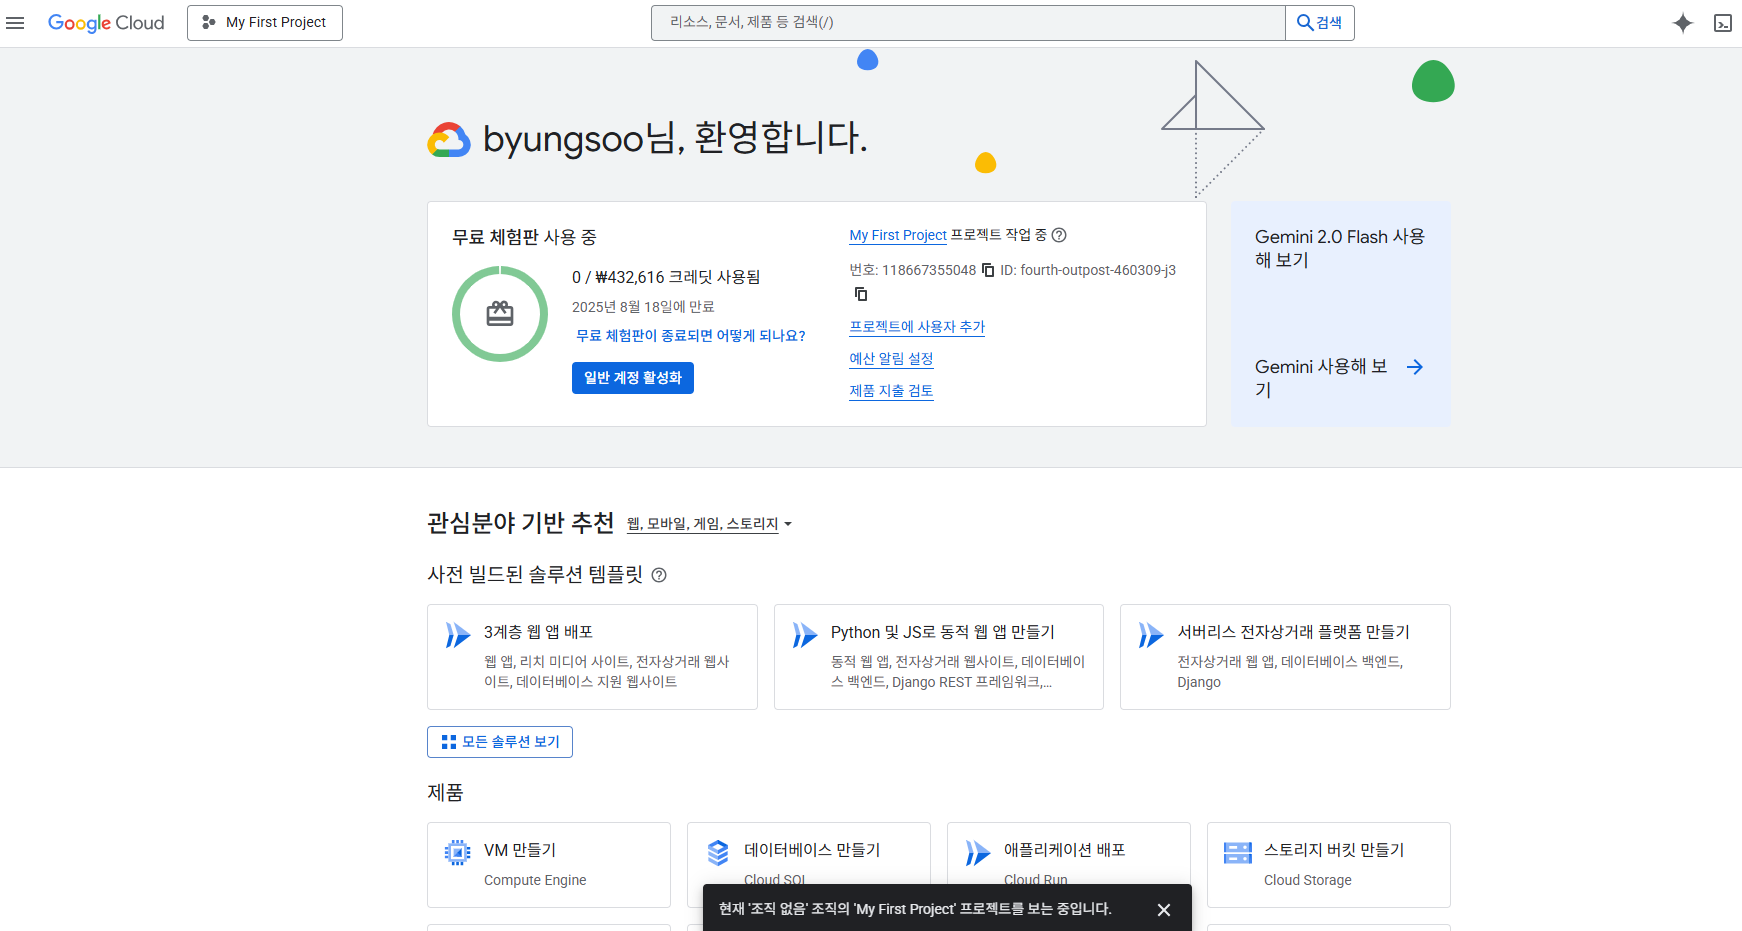 Google Cloud
My First Project
리소스, 문서, 제품 등 검색(/)
검색
byungsoo님, 환영합니다.
무료 체험판 사용 중
0 / ₩432,616 크레딧 사용됨
2025년 8월 18일에 만료
무료 체험판이 종료되면 어떻게 되나요?
일반 계정 활성화
My First Project 프로젝트 작업 중
번호: 118667355048 ID: fourth-outpost-460309-j3
프로젝트에 사용자 추가
예산 알림 설정
제품 지출 검토
Gemini 2.0 Flash 사용
해 보기
Gemini 사용해 보
기
관심분야 기반 추천 웹, 모바일, 게임, 스토리지
사전 빌드된 솔루션 템플릿
3계층 웹 앱 배포
웹 앱, 리치 미디어 사이트, 전자상거래 웹사
이트, 데이터베이스 지원 웹사이트
Python 및 JS로 동적 웹 앱 만들기
동적 웹 앱, 전자상거래 웹사이트, 데이터베이
스 백엔드, Django REST 프레임워크,...
서버리스 전자상거래 플랫폼 만들기
전자상거래 웹 앱, 데이터베이스 백엔드,
Django
모든 솔루션 보기
제품
VM 만들기
Compute Engine
데이터베이스 만들기
Cloud SQL
애플리케이션 배포
Cloud Run
스토리지 버킷 만들기
Cloud Storage
현재 '조직 없음' 조직의 'My First Project' 프로젝트를 보는 중입니다.